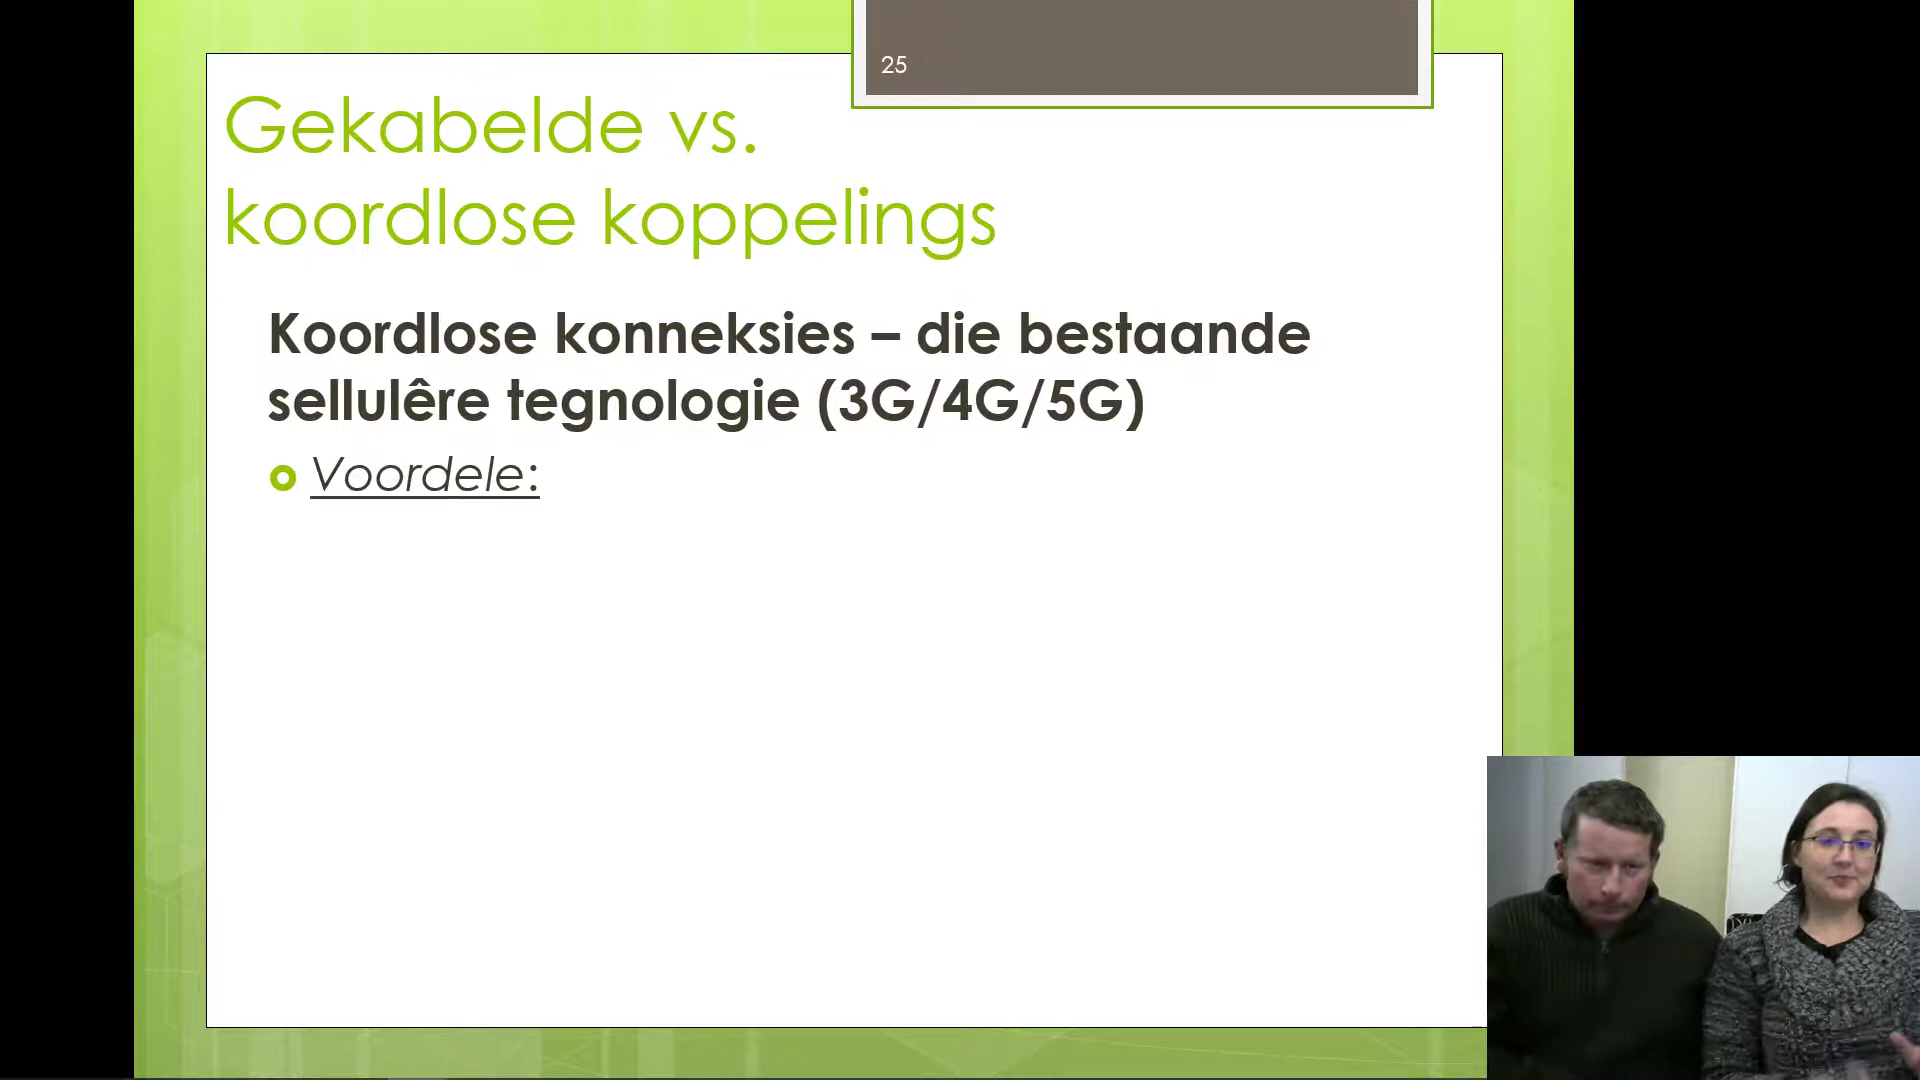 25
Gekabelde vs.
koordlose koppelings
Koordlose konneksies – die bestaande
sellulêre tegnologie (3G/4G/5G)
Voordele: